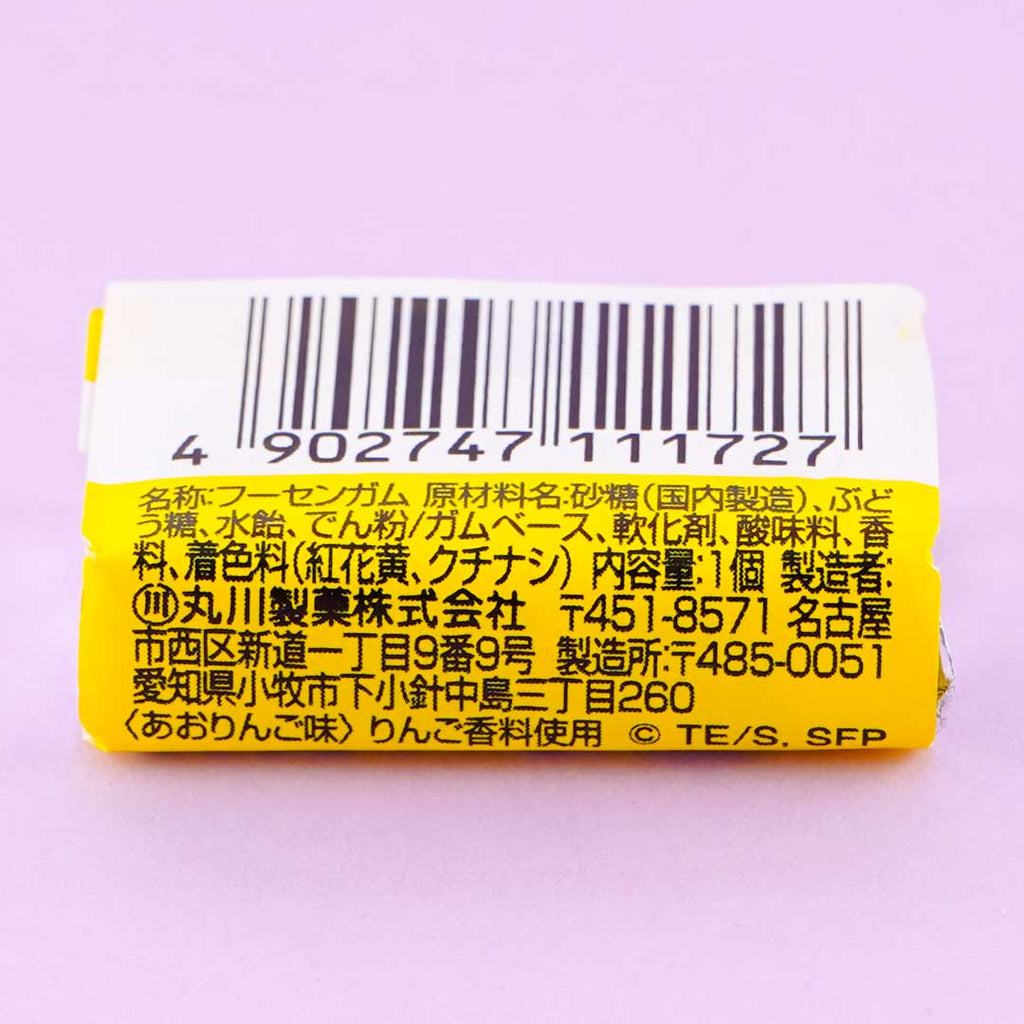 4 902747 111727
名称:フーセンガム 原材料名:砂糖(国内製造)、ぶど
う糖、水飴、でん粉/ガムベース、軟化剤、酸味料、香
料、着色料(紅花黄、クチナシ) 内容量:1個 製造者:
㊉丸川製菓株式会社 〒451-8571 名古屋
市西区新道一丁目9番9号 製造所:〒485-0051
愛知県小牧市下小針中島三丁目260
〈あおりんご味〉りんご香料使用 © TE/S, SFP